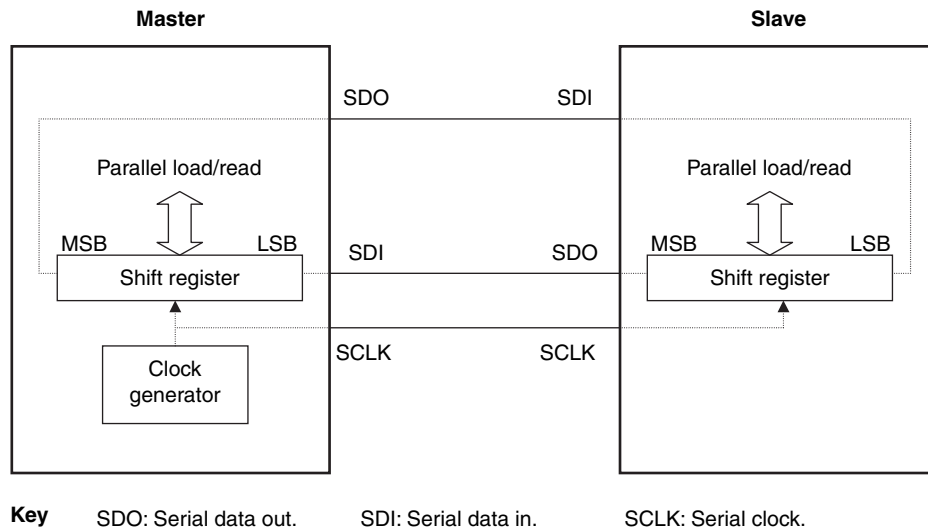 Master Slave
SDO SDI
Parallel load/read Parallel load/read
MSB LSB SDI SDO MSB LSB
Shift register Shift register
SCLK SCLK
Clock
generator
Key SDO: Serial data out. SDI: Serial data in. SCLK: Serial clock.